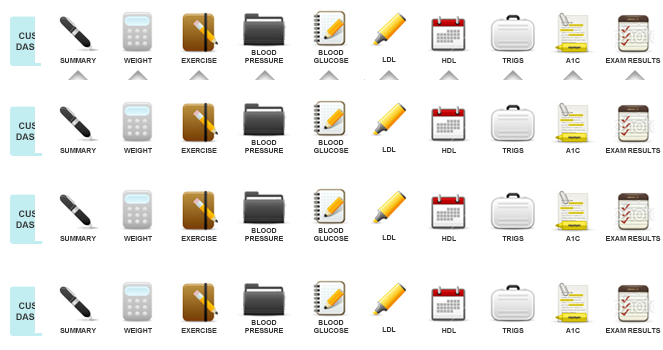 CUS
DAS
SUMMARY
WEIGHT
EXERCISE
BLOOD
PRESSURE
BLOOD
GLUCOSE
LDL
HDL
TRIGS
A1C
EXAM RESULTS
CUS
DAS
SUMMARY
WEIGHT
EXERCISE
BLOOD
PRESSURE
BLOOD
GLUCOSE
LDL
HDL
TRIGS
A1C
EXAM RESULTS
CUS
DAS
SUMMARY
WEIGHT
EXERCISE
BLOOD
PRESSURE
BLOOD
GLUCOSE
LDL
HDL
TRIGS
A1C
EXAM RESULTS
CUS
DAS
SUMMARY
WEIGHT
EXERCISE
BLOOD
PRESSURE
BLOOD
GLUCOSE
LDL
HDL
TRIGS
A1C
EXAM RESULTS